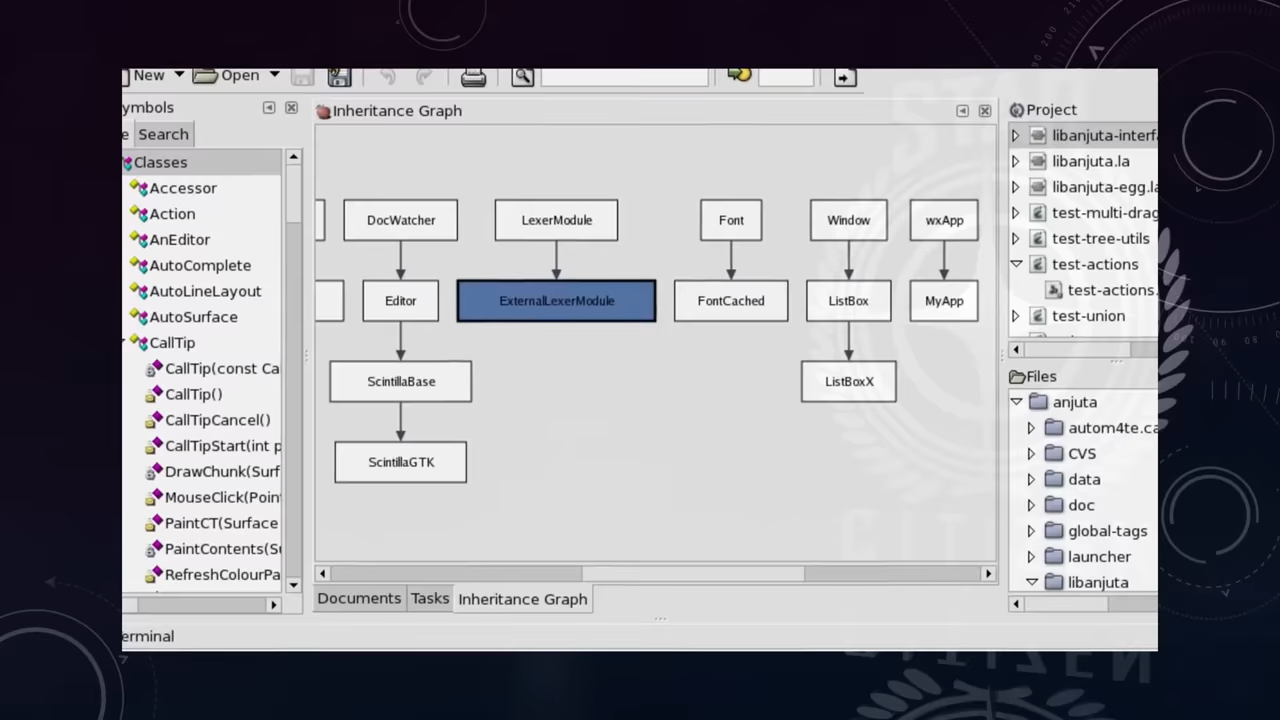 New
Open
ymbols
Search
Classes
Accessor
Action
AnEditor
AutoComplete
AutoLineLayout
AutoSurface
CallTip
CallTip(const Ca
CallTip()
CallTipCancel()
CallTipStart(int p
DrawChunk(Surf
MouseClick(Poin
PaintCT(Surface
PaintContents(Su
RefreshColourPa
Inheritance Graph
DocWatcher
LexerModule
Font
Window
wxApp
Editor
ExternalLexerModule
FontCached
ListBox
MyApp
ScintillaBase
ListBoxX
ScintillaGTK
Documents
Tasks
Inheritance Graph
erminal
Project
libanjuta-interfa
libanjuta.la
libanjuta-egg.la
test-multi-drag
test-tree-utils
test-actions
test-actions.
test-union
Files
anjuta
autom4te.ca
CVS
data
doc
global-tags
launcher
libanjuta